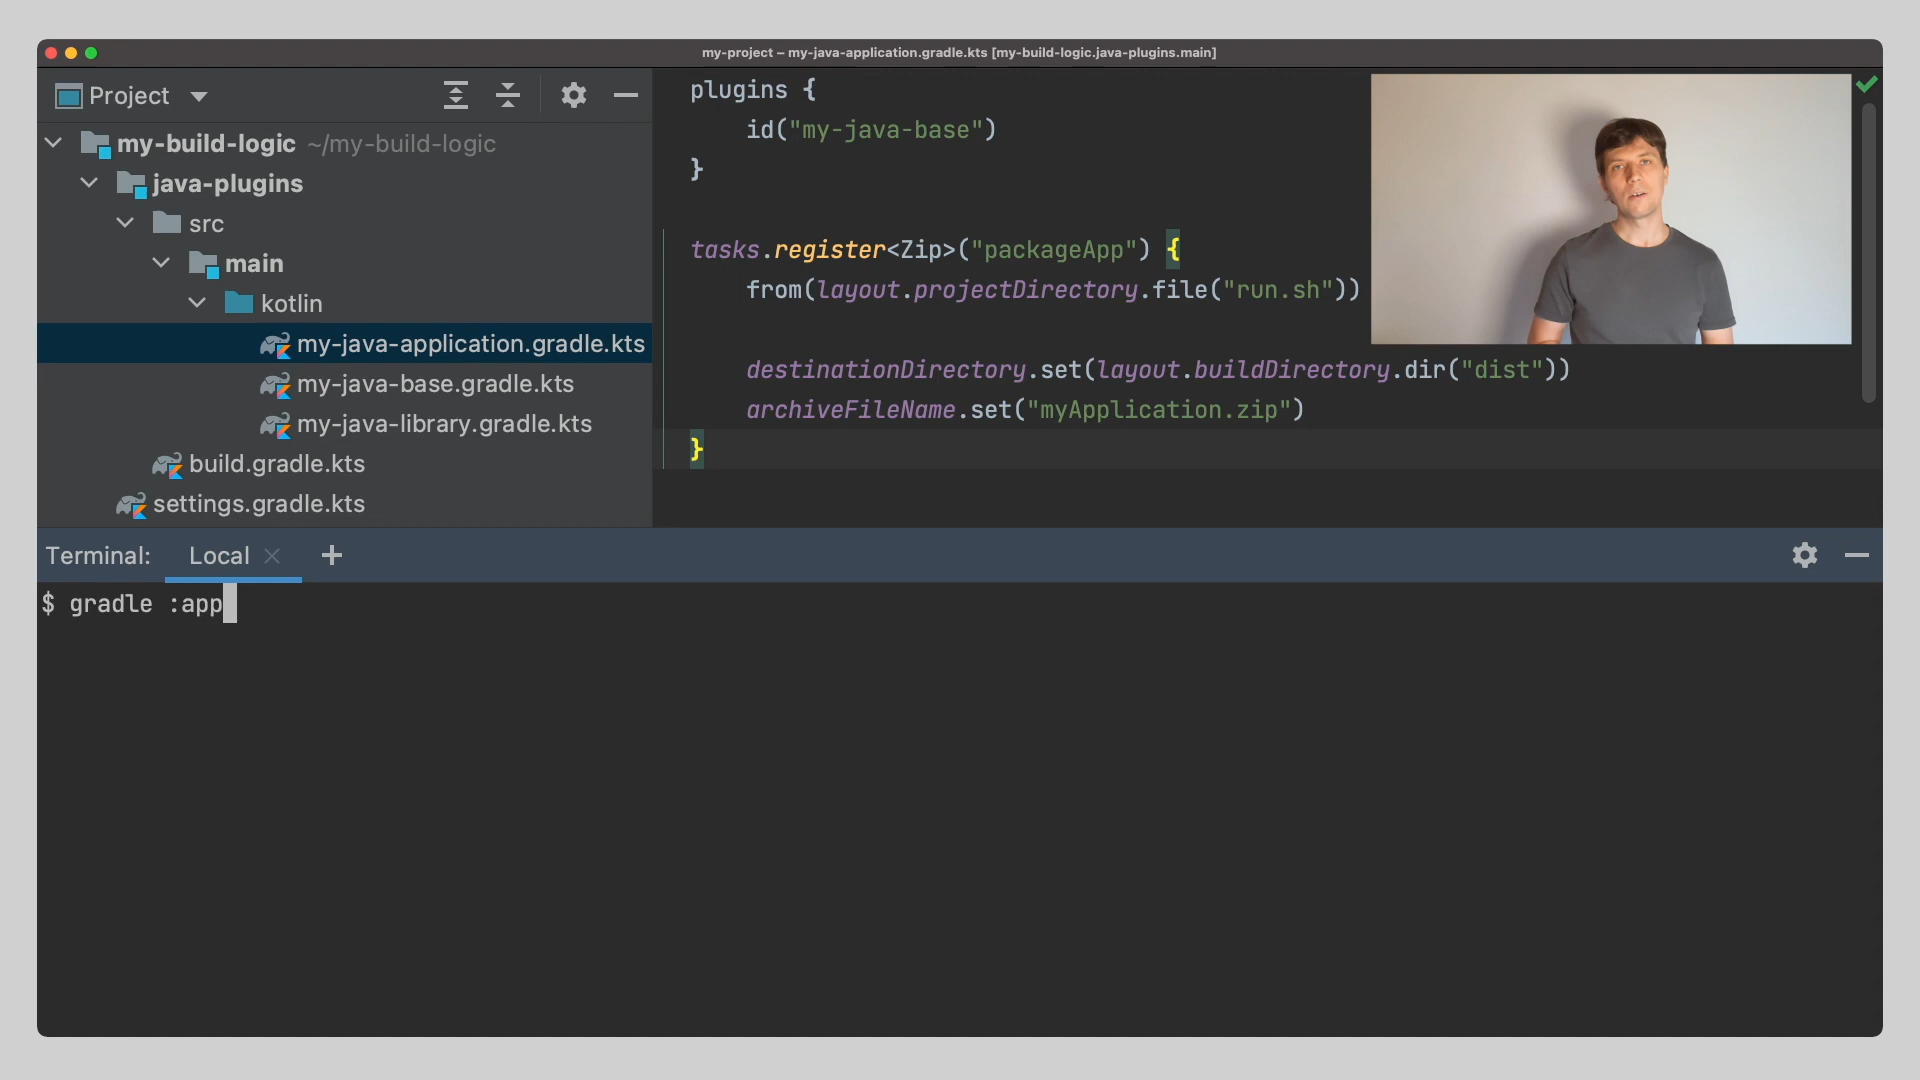 my-project – my-java-application.gradle.kts [my-build-logic.java-plugins.main]
Project
my-build-logic ~/my-build-logic
java-plugins
src
main
kotlin
my-java-application.gradle.kts
my-java-base.gradle.kts
my-java-library.gradle.kts
build.gradle.kts
settings.gradle.kts
plugins {
id("my-java-base")
}
tasks.register<Zip>("packageApp") {
from(layout.projectDirectory.file("run.sh"))
destinationDirectory.set(layout.buildDirectory.dir("dist"))
archiveFileName.set("myApplication.zip")
}
Terminal: Local
$ gradle :app